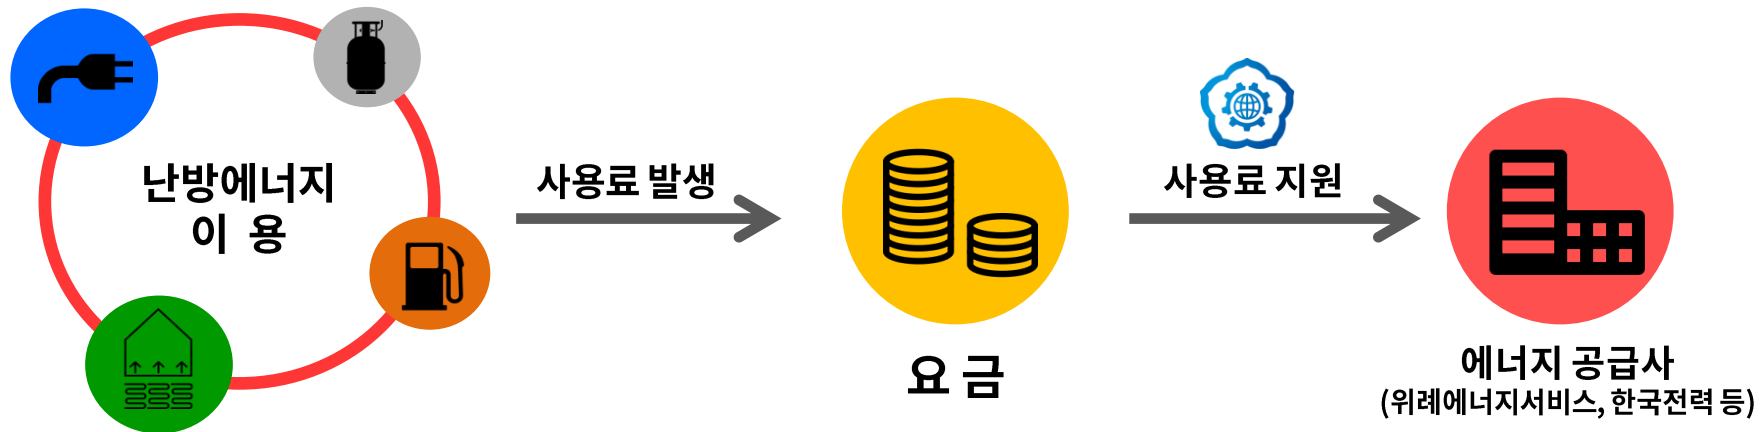 난방에너지
이 용
사용료 발생
요 금
사용료 지원
에너지 공급사
(위례에너지서비스, 한국전력 등)